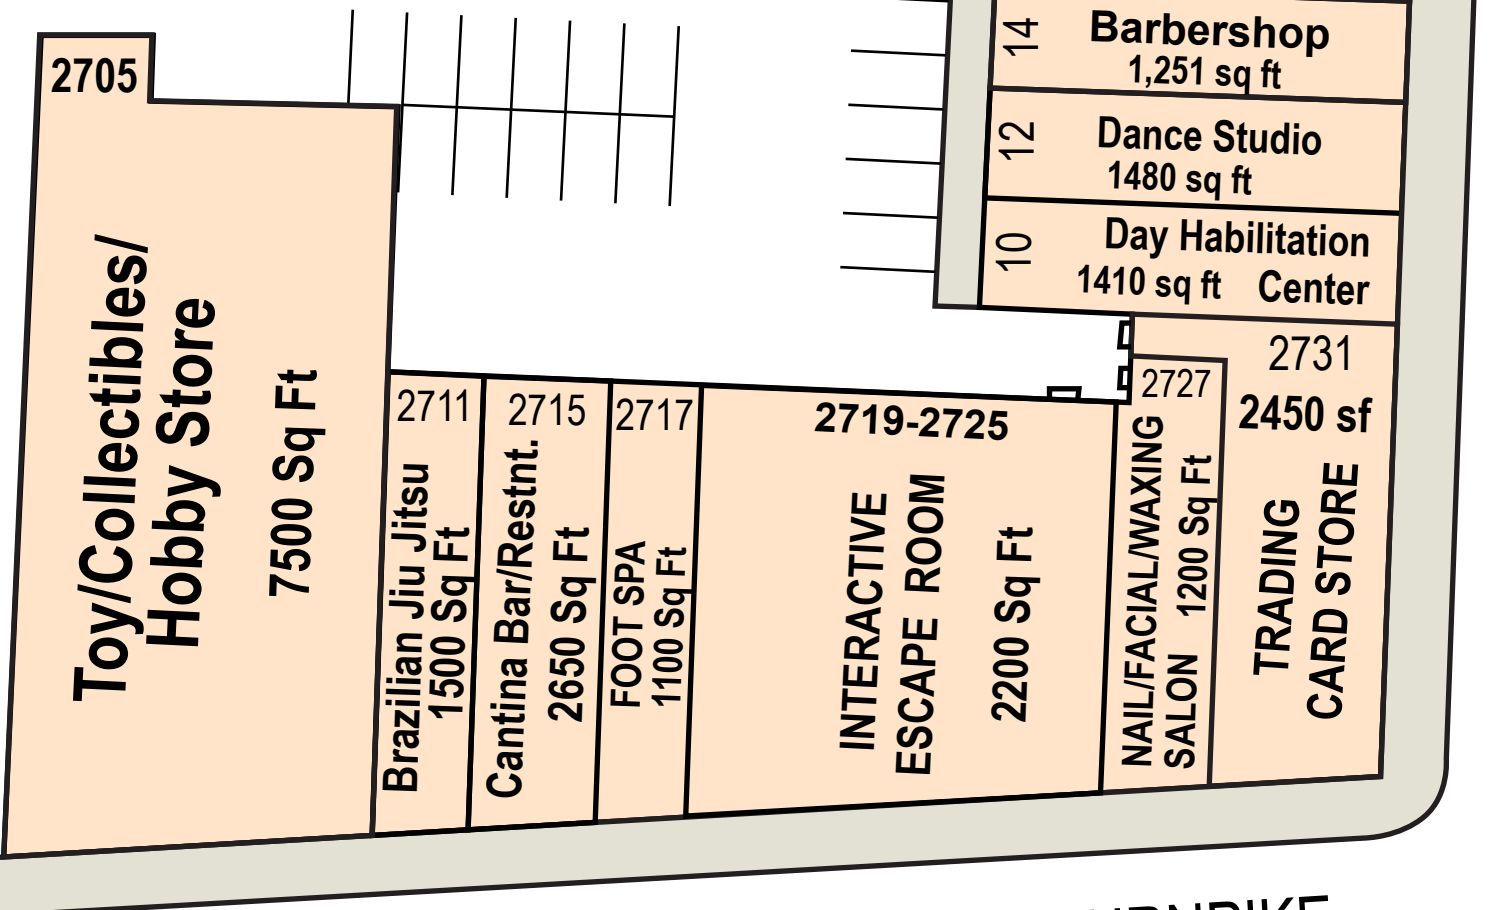 14
Barbershop
1,251 sq ft
12
Dance Studio
1480 sq ft
10
Day Habilitation
1410 sq ft Center
2705
Toy/Collectibles/
Hobby Store
7500 Sq Ft
2711
Brazilian Jiu Jitsu
1500 Sq Ft
2715
Cantina Bar/Restnt.
2650 Sq Ft
2717
FOOT SPA
1100 Sq Ft
2719-2725
INTERACTIVE
ESCAPE ROOM
2200 Sq Ft
2727
NAIL/FACIAL/WAXING
SALON 1200 Sq Ft
2731
2450 sf
TRADING
CARD STORE